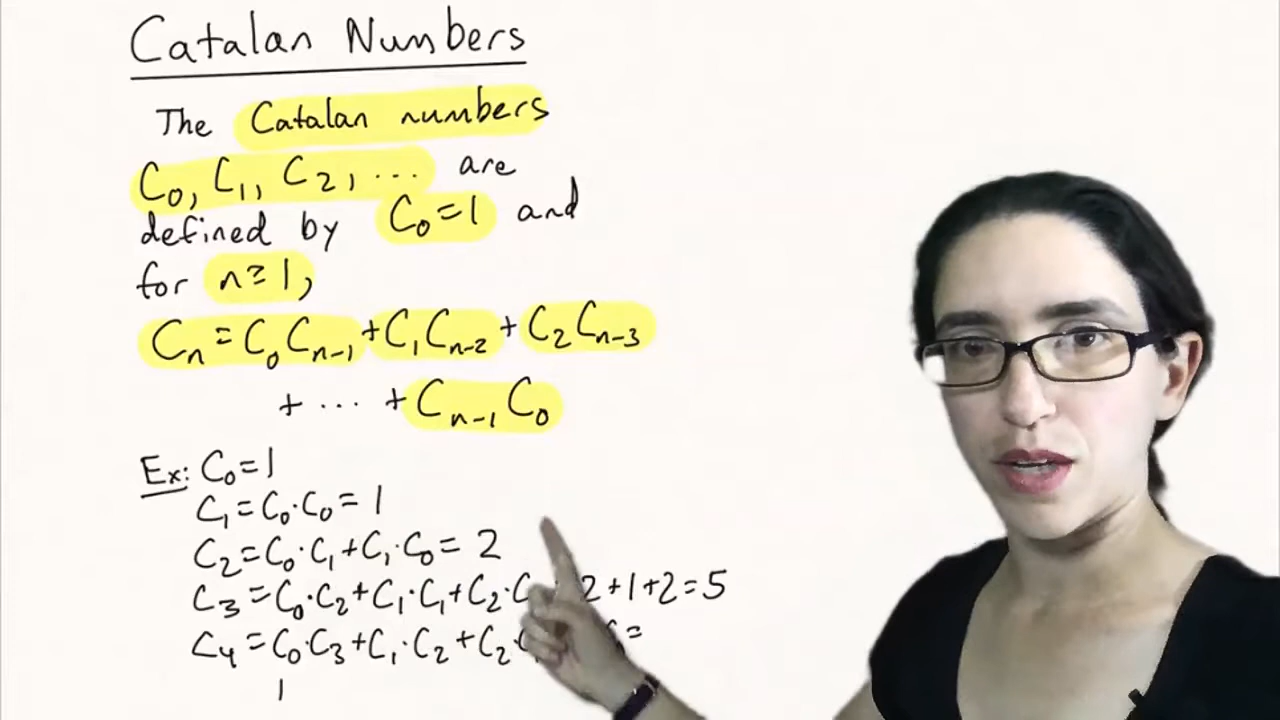 Catalan Numbers
The Catalan numbers
C₀, C₁, C₂, ... are
defined by C₀=1 and
for n≥1,
Cₙ=C₀Cₙ₋₁+C₁Cₙ₋₂+C₂Cₙ₋₃
+ ... +Cₙ₋₁C₀
Ex: C₀=1
C₁=C₀·C₀=1
C₂=C₀·C₁+C₁·C₀=2
C₃=C₀·C₂+C₁·C₁+C₂·C 2+1+2=5
C₄=C₀·C₃+C₁·C₂+C₂· =
1